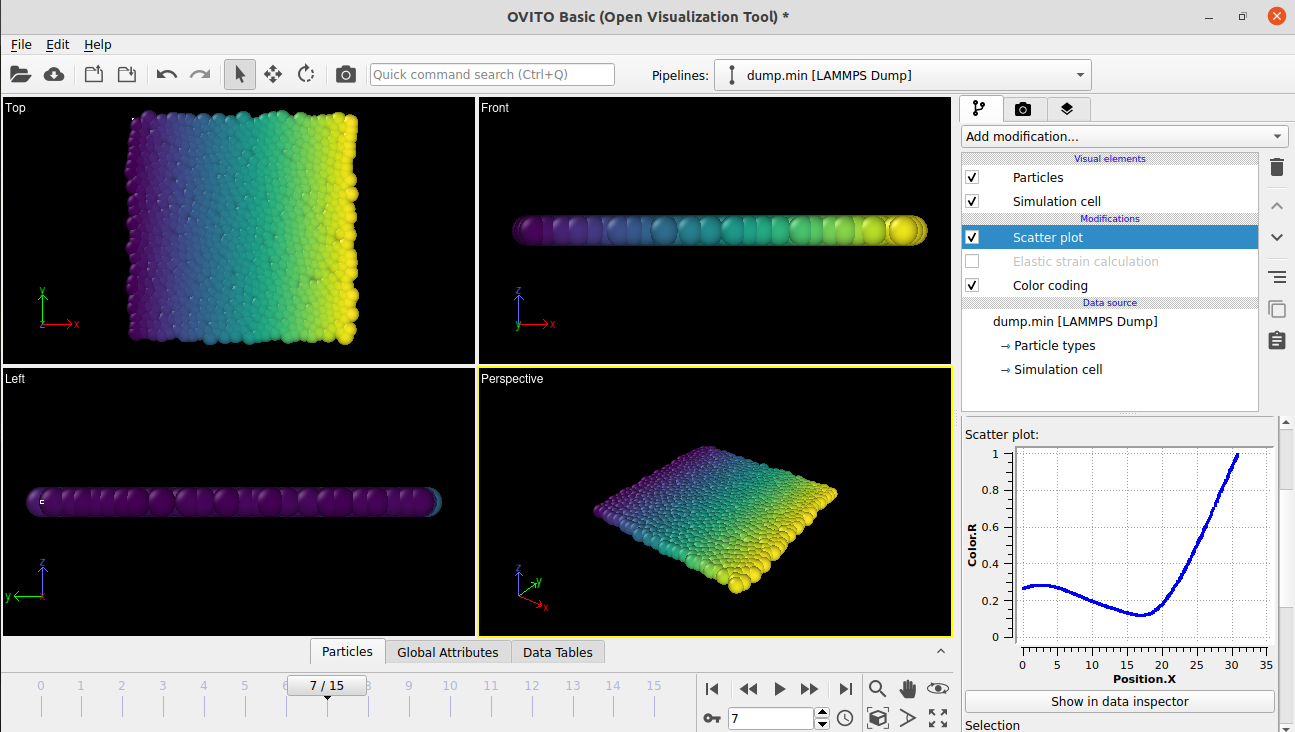 OVITO Basic (Open Visualization Tool) *
File Edit Help
Quick command search (Ctrl+Q)
Pipelines:
dump.min [LAMMPS Dump]
Top
y
z
x
Front
z
y
x
Left
z
y
x
Perspective
z
y
x
Add modification...
Visual elements
Particles
Simulation cell
Modifications
Scatter plot
Elastic strain calculation
Color coding
Data source
dump.min [LAMMPS Dump]
→ Particle types
→ Simulation cell
Scatter plot:
Color.R
1
0.8
0.6
0.4
0.2
0
0 5 10 15 20 25 30 35
Position.X
Show in data inspector
Selection
Particles Global Attributes Data Tables
0 1 2 3 4 5 6 7 / 15 8 9 10 11 12 13 14 15
7